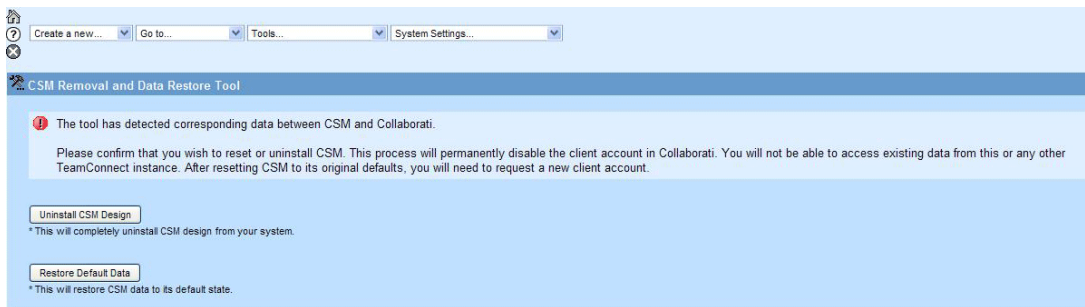 Create a new... Go to... Tools... System Settings...
CSM Removal and Data Restore Tool
The tool has detected corresponding data between CSM and Collaborati.
Please confirm that you wish to reset or uninstall CSM. This process will permanently disable the client account in Collaborati. You will not be able to access existing data from this or any other
TeamConnect instance. After resetting CSM to its original defaults, you will need to request a new client account.
Uninstall CSM Design
* This will completely uninstall CSM design from your system.
Restore Default Data
* This will restore CSM data to its default state.